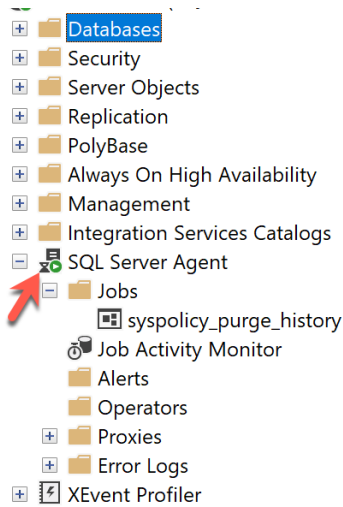 Databases
Security
Server Objects
Replication
PolyBase
Always On High Availability
Management
Integration Services Catalogs
SQL Server Agent
Jobs
syspolicy_purge_history
Job Activity Monitor
Alerts
Operators
Proxies
Error Logs
XEvent Profiler